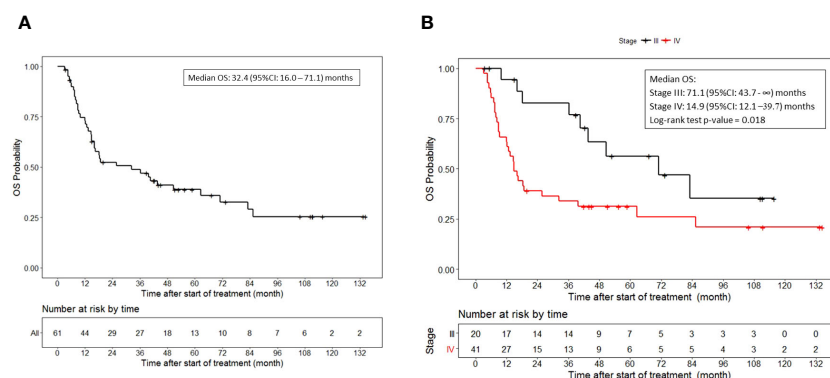 A
Median OS: 32.4 (95%CI: 16.0 – 71.1) months
OS Probability
1.00
0.75
0.50
0.25
0.00
0 12 24 36 48 60 72 84 96 108 120 132
Time after start of treatment (month)
Number at risk by time
All 61 44 29 27 18 13 10 8 7 6 2 2
0 12 24 36 48 60 72 84 96 108 120 132
Time after start of treatment (month)
B
Stage III IV
Median OS:
Stage III: 71.1 (95%CI: 43.7 - ∞) months
Stage IV: 14.9 (95%CI: 12.1–39.7) months
Log-rank test p-value = 0.018
OS Probability
1.00
0.75
0.50
0.25
0.00
0 12 24 36 48 60 72 84 96 108 120 132
Time after start of treatment (month)
Number at risk by time
Stage
III 20 17 14 14 9 7 5 3 3 3 0 0
IV 41 27 15 13 9 6 5 5 4 3 2 2
0 12 24 36 48 60 72 84 96 108 120 132
Time after start of treatment (month)